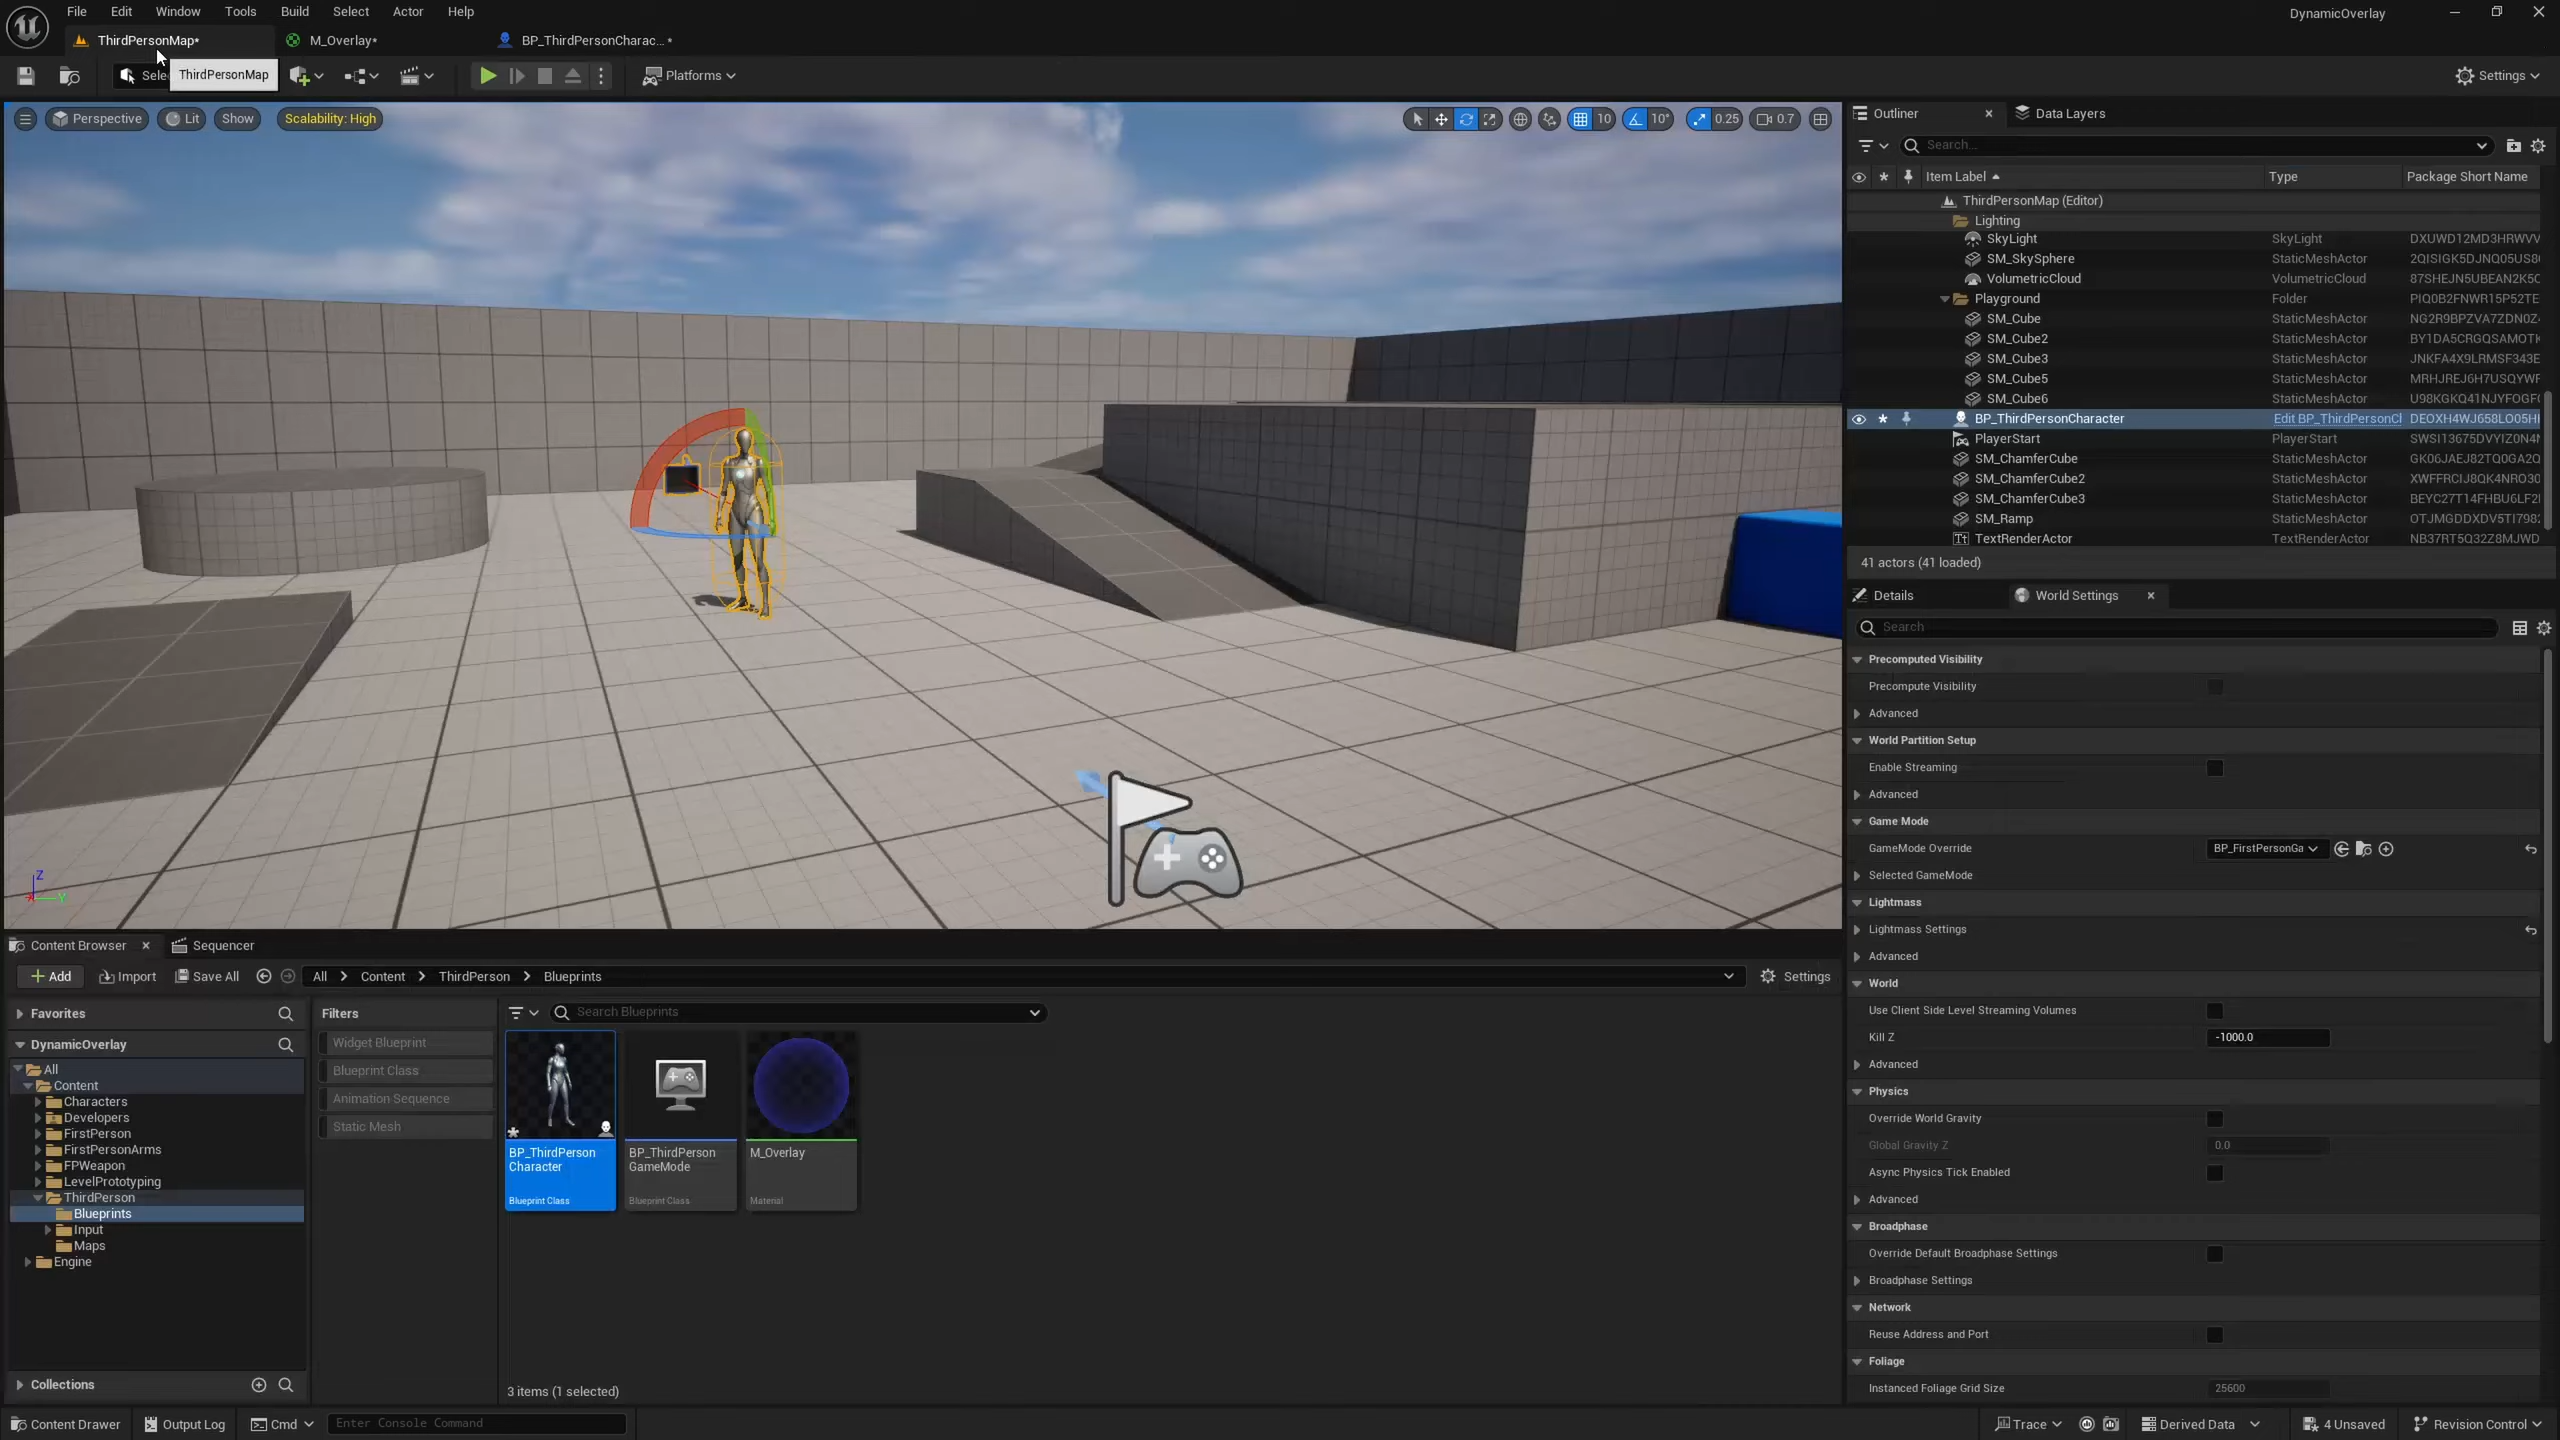 File Edit Window Tools Build Select Actor Help
DynamicOverlay
ThirdPersonMap*
M_Overlay*
BP_ThirdPersonCharac... *
ThirdPersonMap
Platforms
Settings
Perspective
Lit
Show
Scalability: High
10
10°
0.25
0.7
Outliner
Data Layers
Search...
Item Label Type Package Short Name
ThirdPersonMap (Editor)
Lighting
SkyLight SkyLight
SM_SkySphere StaticMeshActor
VolumetricCloud VolumetricCloud
Playground Folder
SM_Cube StaticMeshActor
SM_Cube2 StaticMeshActor
SM_Cube3 StaticMeshActor
SM_Cube5 StaticMeshActor
SM_Cube6 StaticMeshActor
BP_ThirdPersonCharacter Edit BP_ThirdPersonCl
PlayerStart PlayerStart
SM_ChamferCube StaticMeshActor
SM_ChamferCube2 StaticMeshActor
SM_ChamferCube3 StaticMeshActor
SM_Ramp StaticMeshActor
TextRenderActor TextRenderActor
41 actors (41 loaded)
Details
World Settings
Search
Precomputed Visibility
Precompute Visibility
Advanced
World Partition Setup
Enable Streaming
Advanced
Game Mode
GameMode Override BP_FirstPersonGa
Selected GameMode
Lightmass
Lightmass Settings
Advanced
World
Use Client Side Level Streaming Volumes
Kill Z -1000.0
Advanced
Physics
Override World Gravity
Global Gravity Z 0.0
Async Physics Tick Enabled
Advanced
Broadphase
Override Default Broadphase Settings
Broadphase Settings
Network
Reuse Address and Port
Foliage
Instanced Foliage Grid Size 25600
Z
Y
Content Browser
Sequencer
Add
Import
Save All
All > Content > ThirdPerson > Blueprints
Settings
Favorites
DynamicOverlay
All
Content
Characters
Developers
FirstPerson
FirstPersonArms
FPWeapon
LevelPrototyping
ThirdPerson
Blueprints
Input
Maps
Engine
Collections
Filters
Widget Blueprint
Blueprint Class
Animation Sequence
Static Mesh
Search Blueprints
BP_ThirdPerson
Character
Blueprint Class
BP_ThirdPerson
GameMode
Blueprint Class
M_Overlay
Material
3 items (1 selected)
Content Drawer
Output Log
Cmd
Enter Console Command
Trace
Derived Data
4 Unsaved
Revision Control